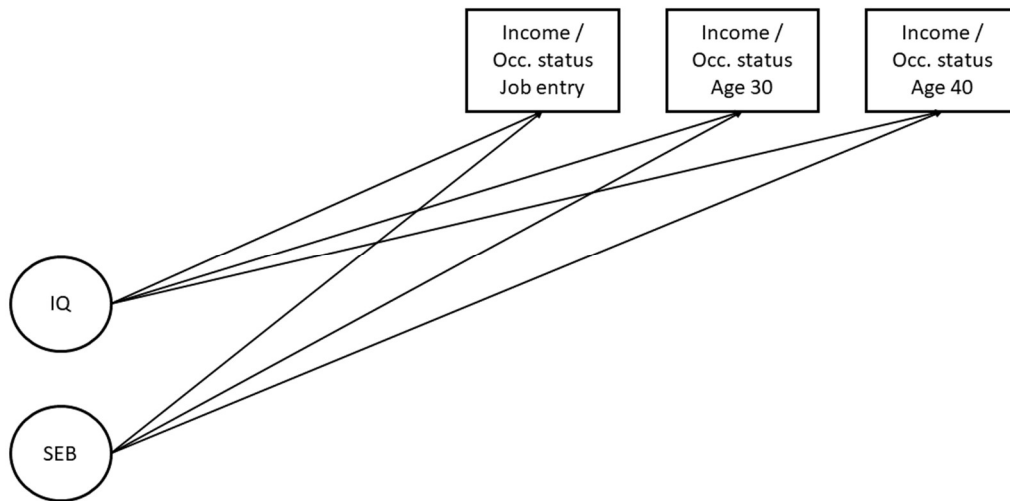 Income /
Occ. status
Job entry
Income /
Occ. status
Age 30
Income /
Occ. status
Age 40
IQ
SEB